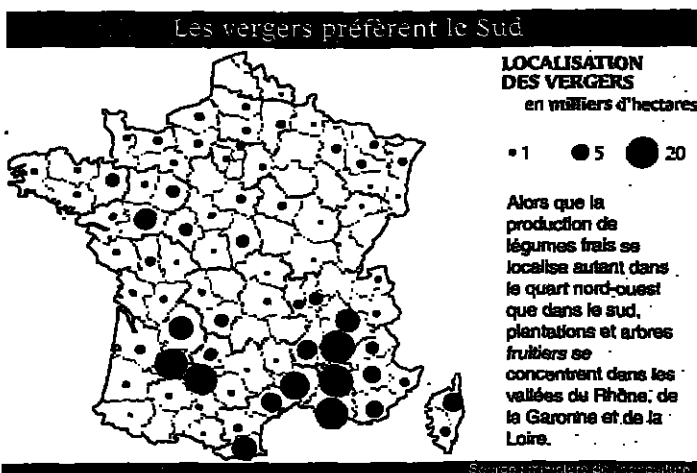 Les vergers préfèrent le Sud
LOCALISATION
DES VERGERS
en milliers d'hectares
1 5 20
Alors que la
production de
légumes frais se
localise autant dans
le quart nord-ouest
que dans le sud,
plantations et arbres
fruitiers se
concentrent dans les
vallées du Rhône, de
la Garonne et de la
Loire.